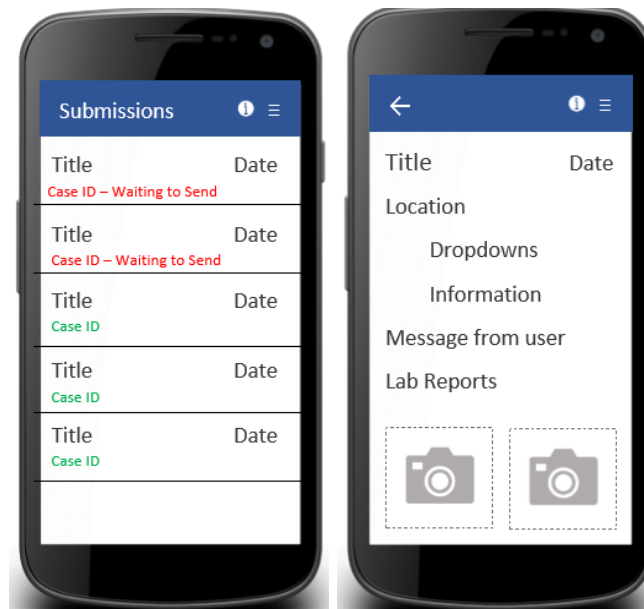 Submissions
Title Date
Case ID – Waiting to Send
Title Date
Case ID – Waiting to Send
Title Date
Case ID
Title Date
Case ID
Title Date
Case ID
Title Date
Location
Dropdowns
Information
Message from user
Lab Reports